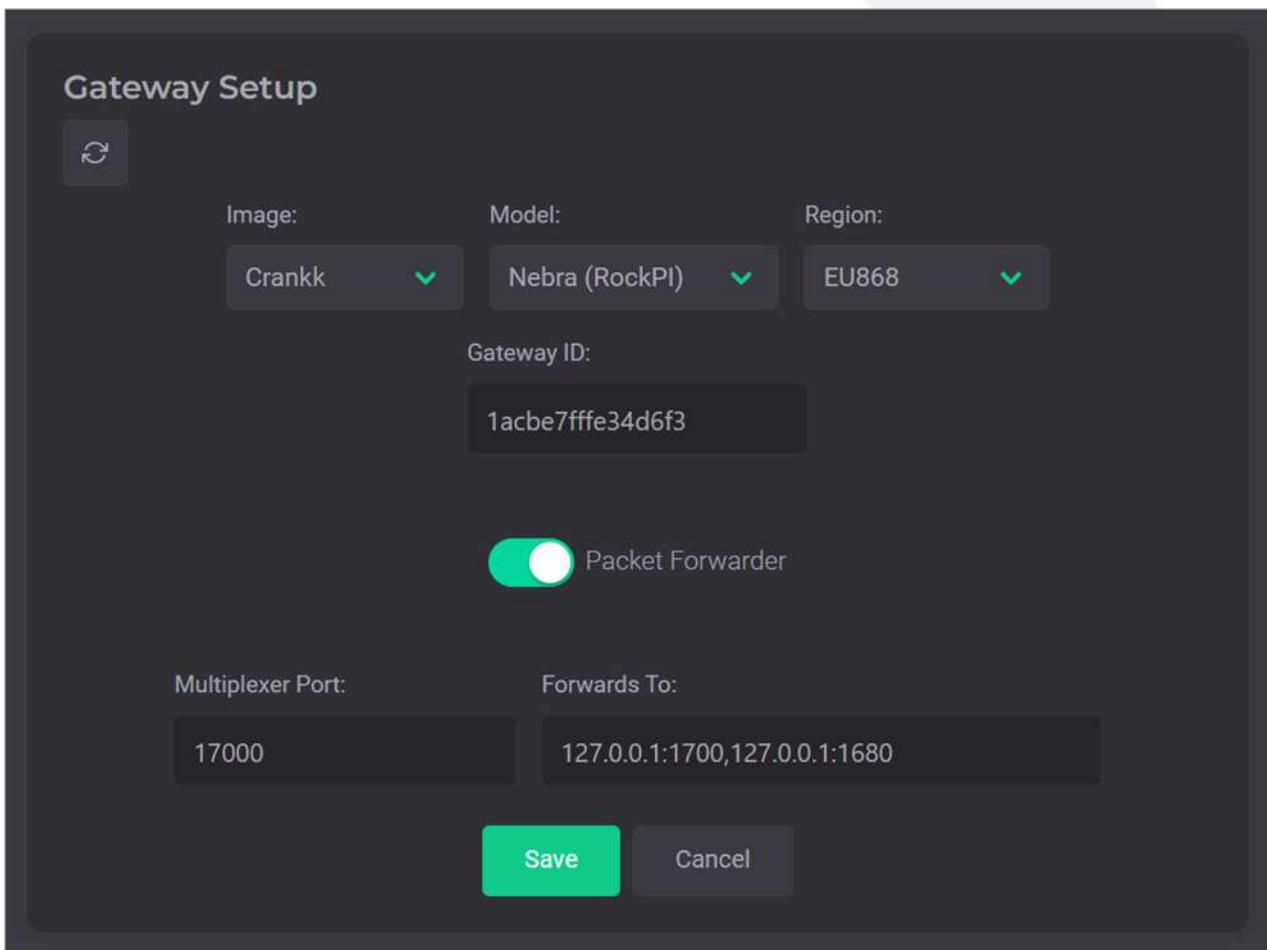 Gateway Setup
Image: Model: Region:
Crankk Nebra (RockPI) EU868
Gateway ID:
1acbe7fffe34d6f3
Packet Forwarder
Multiplexer Port: Forwards To:
17000 127.0.0.1:1700,127.0.0.1:1680
Save Cancel